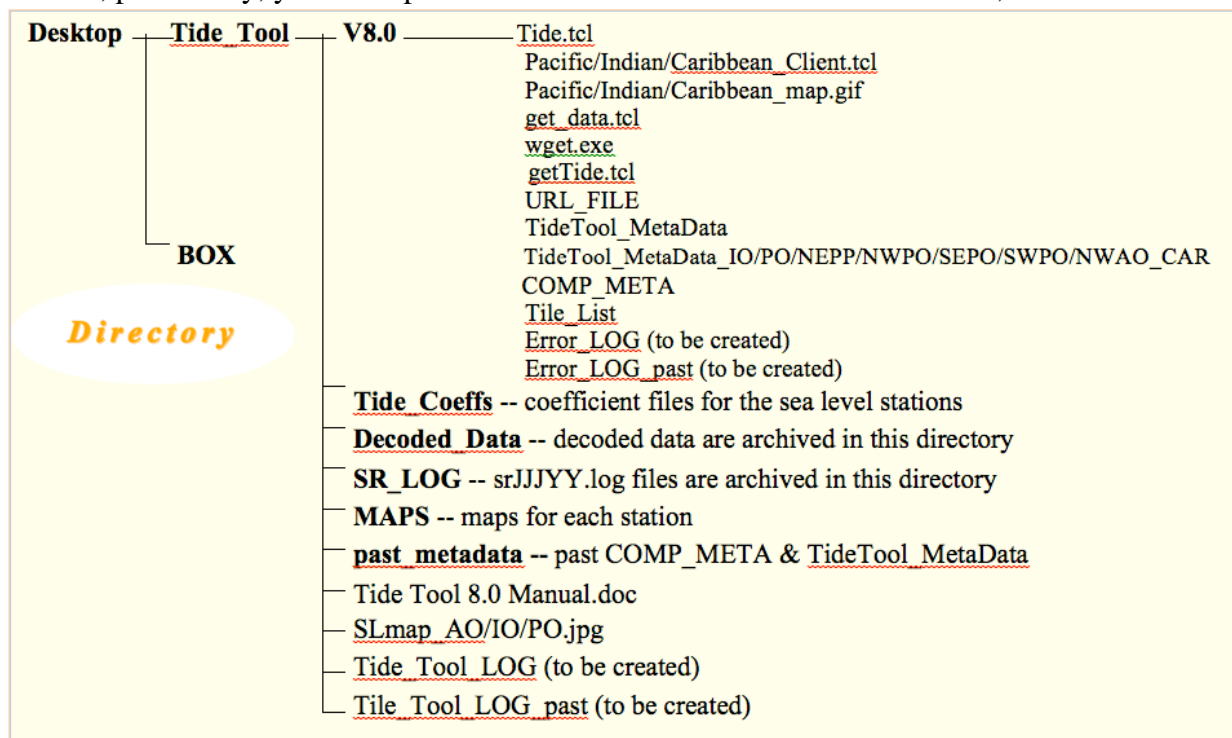 Desktop Tide_Tool V8.0 Tide.tcl
Pacific/Indian/Caribbean_Client.tcl
Pacific/Indian/Caribbean_map.gif
get_data.tcl
wget.exe
getTide.tcl
URL_FILE
TideTool_MetaData
BOX TideTool_MetaData_IO/PO/NEPP/NWPO/SEPO/SWPO/NWAO_CAR
COMP_META
Tile_List
Directory Error_LOG (to be created)
Error_LOG_past (to be created)
Tide_Coeffs -- coefficient files for the sea level stations
Decoded_Data -- decoded data are archived in this directory
SR_LOG -- srJJJYY.log files are archived in this directory
MAPS -- maps for each station
past_metadata -- past COMP_META & TideTool_MetaData
Tide Tool 8.0 Manual.doc
SLmap_AO/IO/PO.jpg
Tide_Tool_LOG (to be created)
Tile_Tool_LOG_past (to be created)